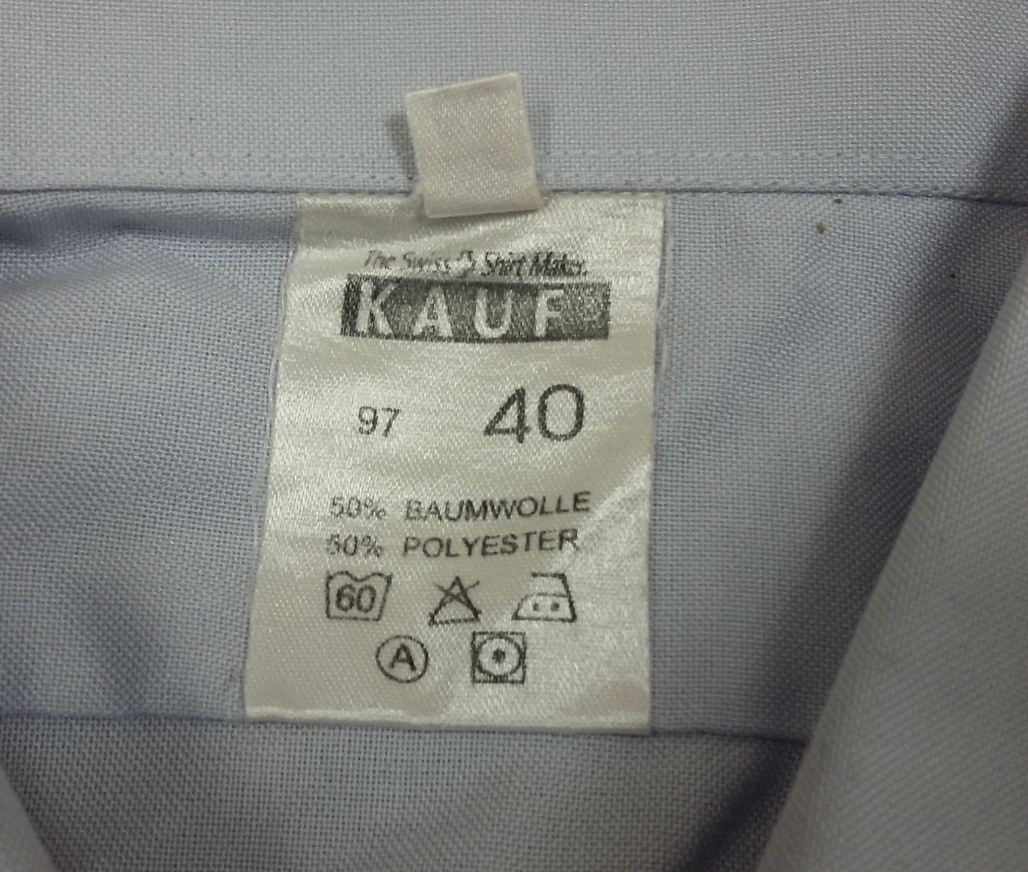 The Swiss Shirt Maker.
KAUF®
97 40
50% BAUMWOLLE
50% POLYESTER
60
A